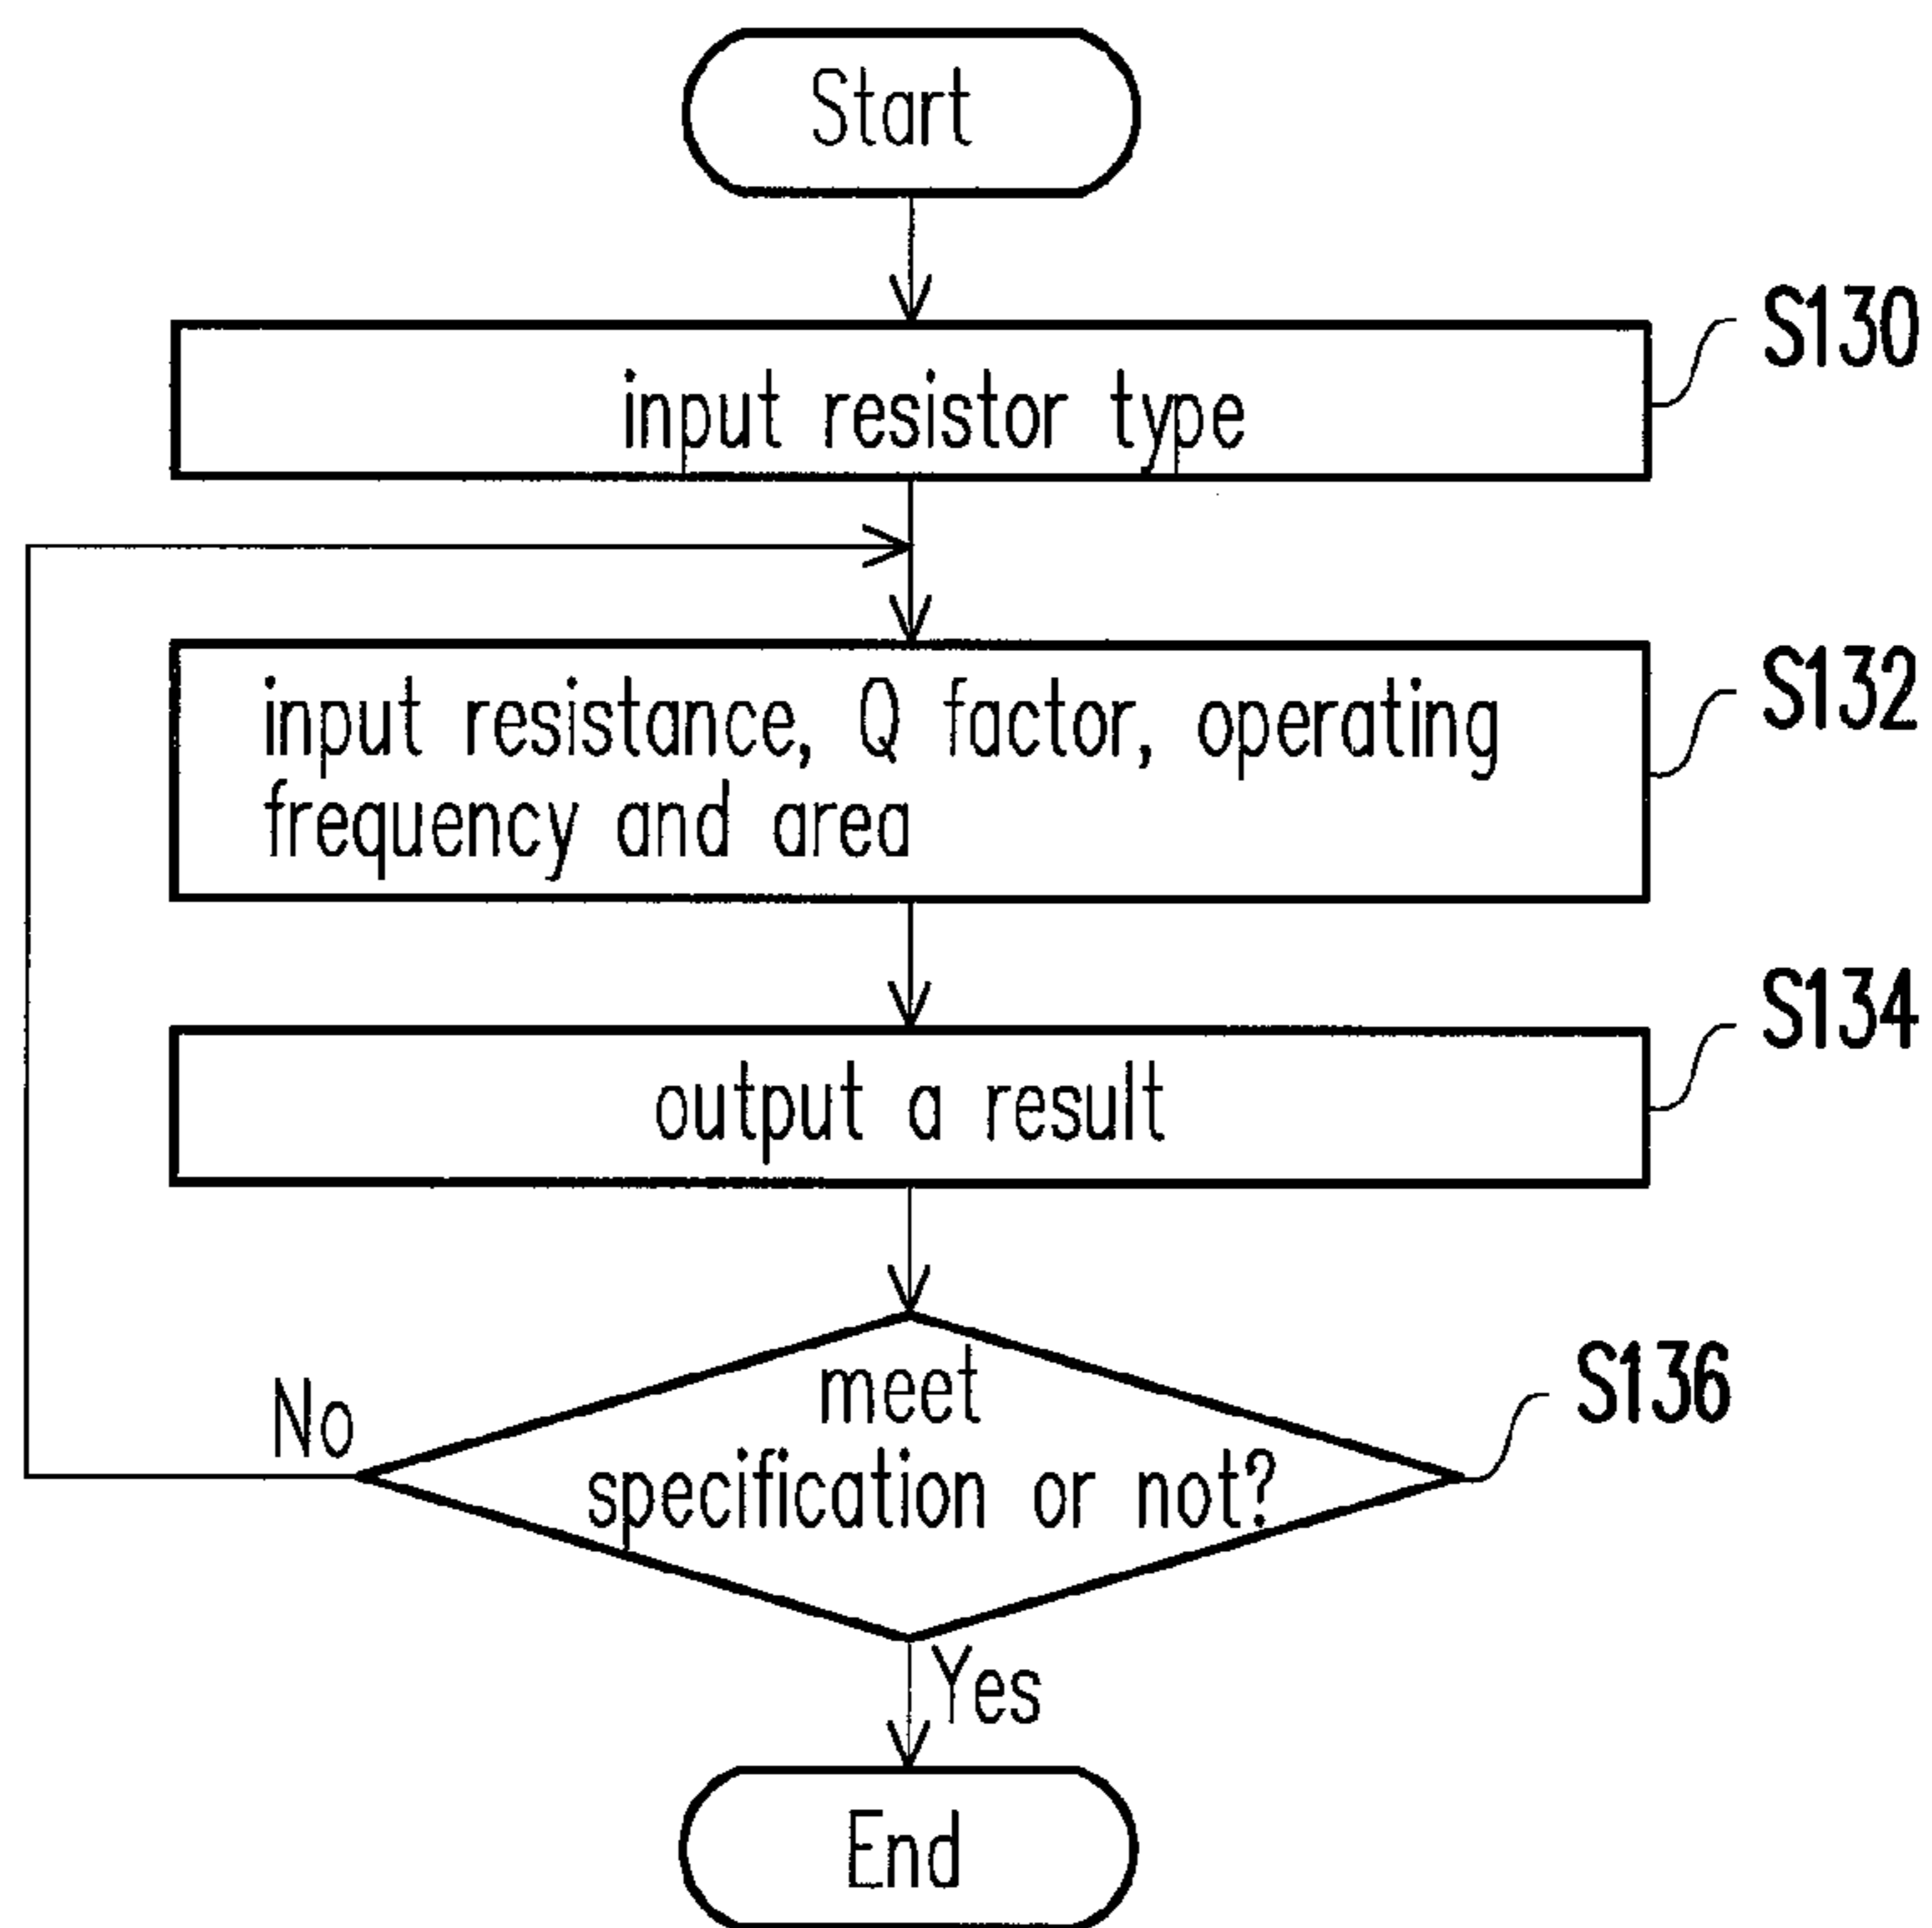 Start
S130
input resistor type
S132
input resistance, Q factor, operating
frequency and area
S134
output a result
S136
meet
specification or not?
No
Yes
End